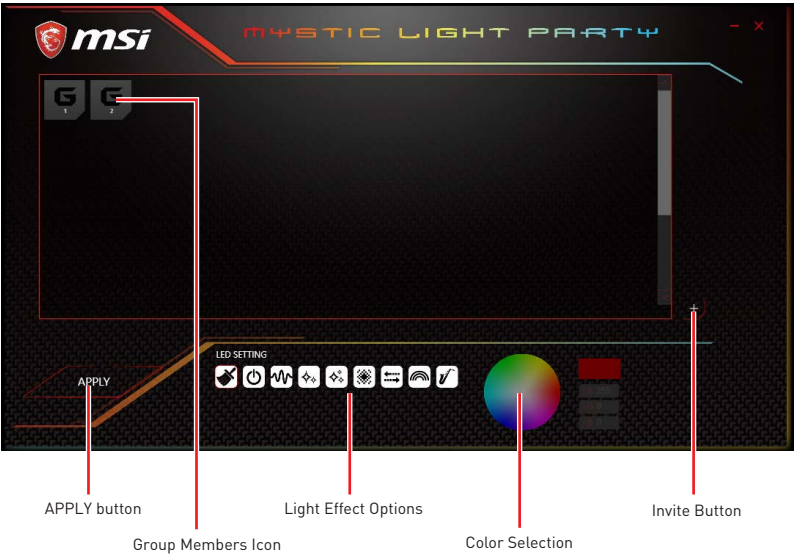 msi
MYSTIC LIGHT PARTY
G G
1 2
LED SETTING
APPLY
APPLY button
Light Effect Options
Invite Button
Group Members Icon
Color Selection